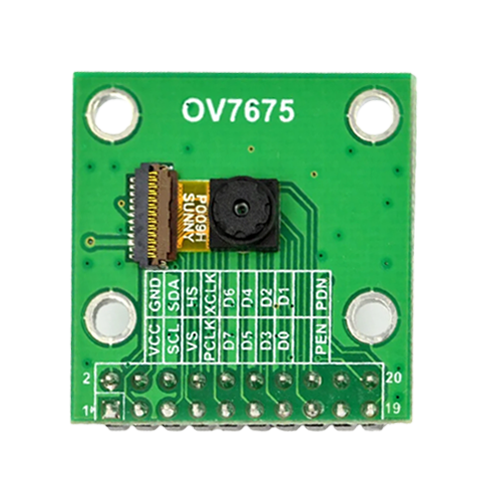 OV7675
P009H
SUNNY
GND SDA HS XCLK D6 D4 D2 D1 PDN
VCC SCL VS PCLK D7 D5 D3 D0 PEN
2 20
1 19